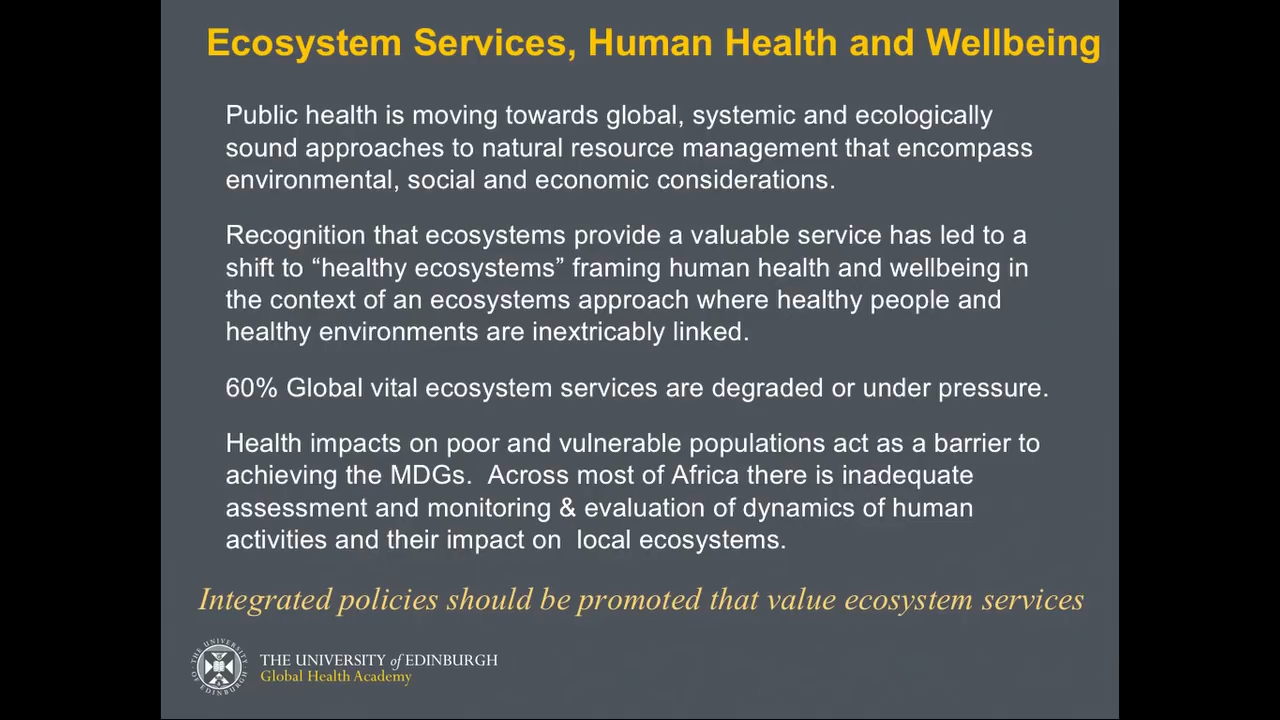 Ecosystem Services, Human Health and Wellbeing
Public health is moving towards global, systemic and ecologically
sound approaches to natural resource management that encompass
environmental, social and economic considerations.
Recognition that ecosystems provide a valuable service has led to a
shift to “healthy ecosystems” framing human health and wellbeing in
the context of an ecosystems approach where healthy people and
healthy environments are inextricably linked.
60% Global vital ecosystem services are degraded or under pressure.
Health impacts on poor and vulnerable populations act as a barrier to
achieving the MDGs.  Across most of Africa there is inadequate
assessment and monitoring & evaluation of dynamics of human
activities and their impact on  local ecosystems.
Integrated policies should be promoted that value ecosystem services
THE UNIVERSITY OF EDINBURGH
THE UNIVERSITY of EDINBURGH
Global Health Academy